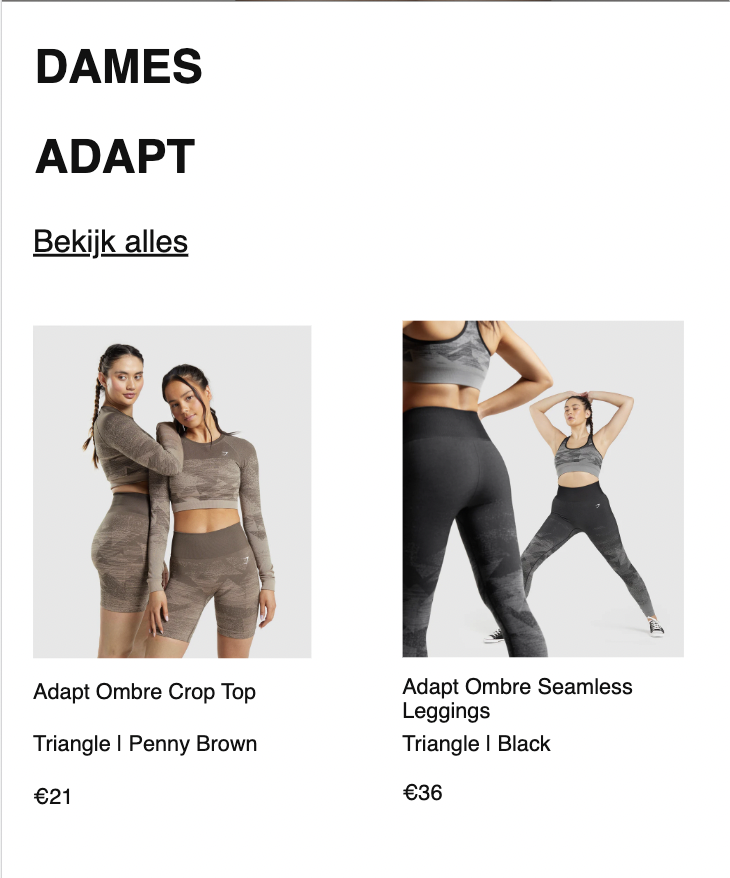 DAMES
ADAPT
Bekijk alles
Adapt Ombre Crop Top
Triangle | Penny Brown
€21
Adapt Ombre Seamless
Leggings
Triangle | Black
€36